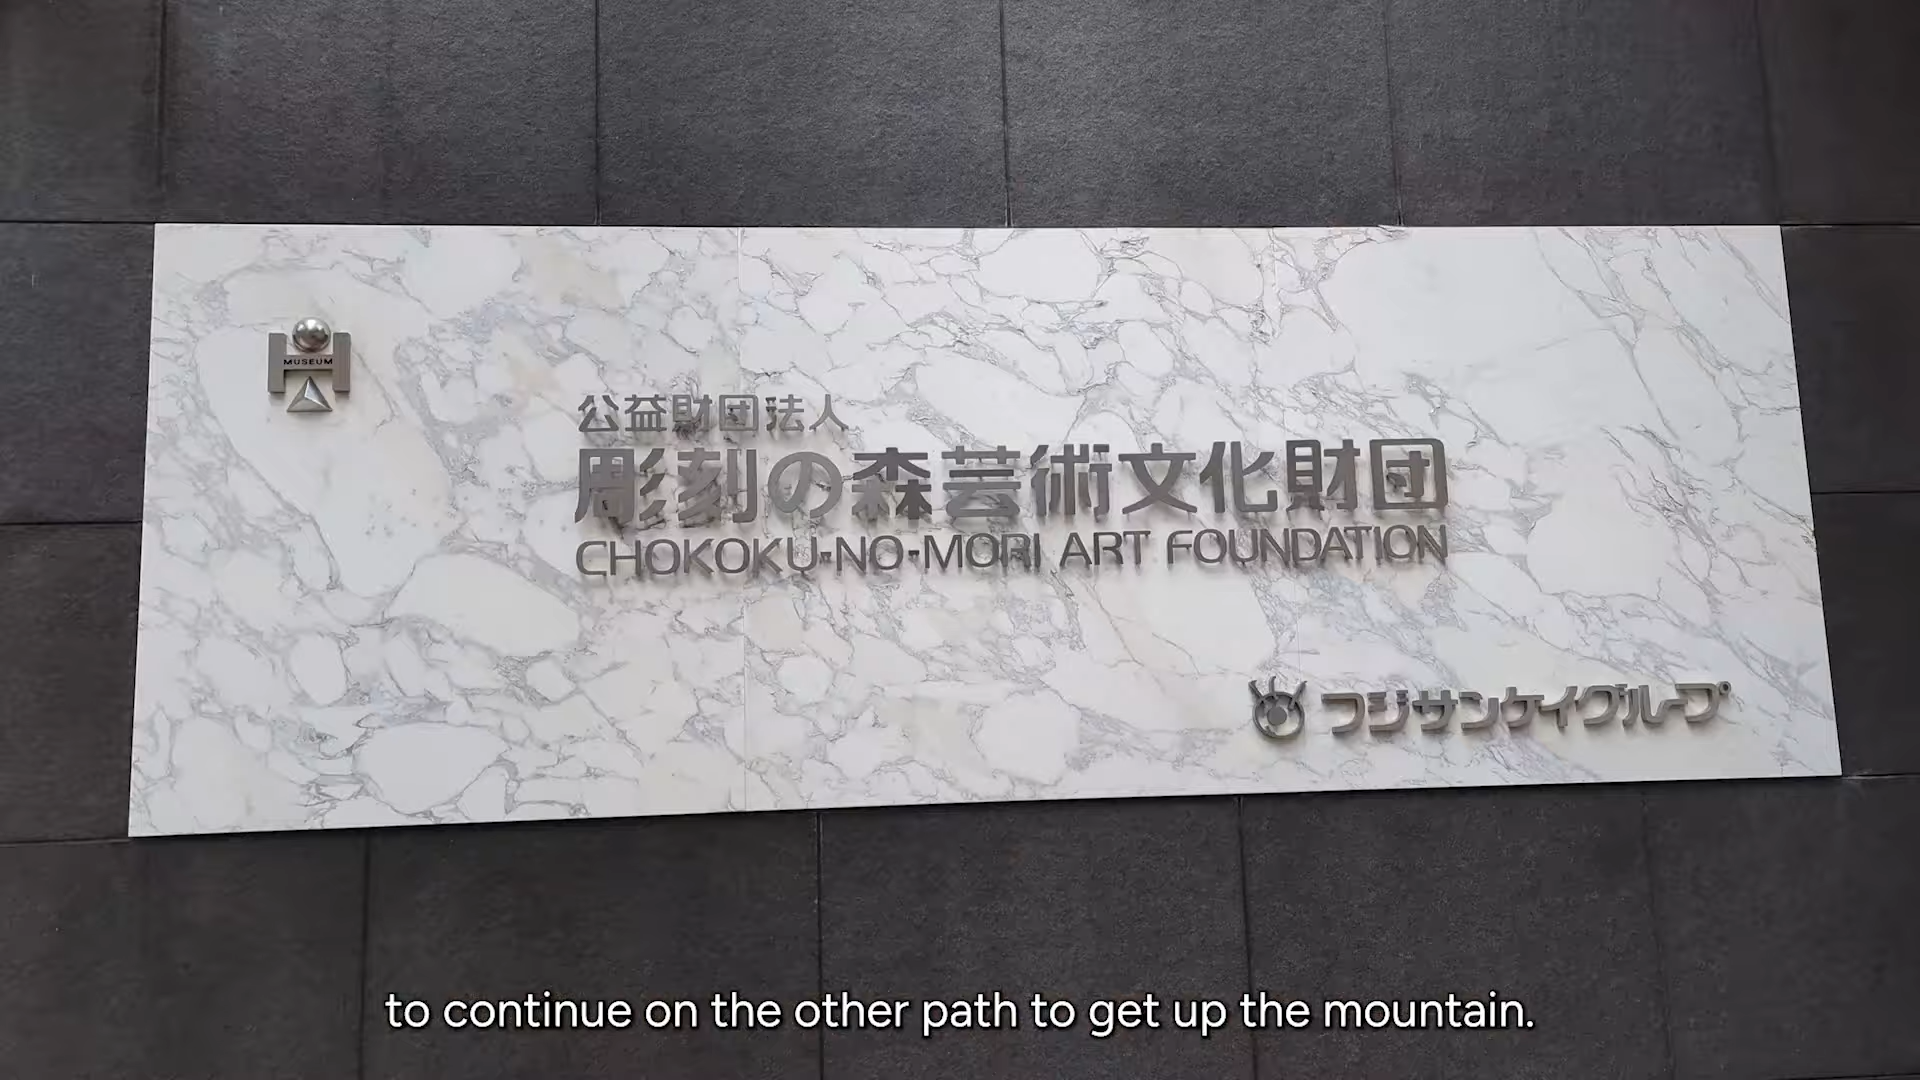 MUSEUM
公益財団法人
彫刻の森芸術文化財団
CHOKOKU-NO-MORI ART FOUNDATION
フジサンケイグループ
to continue on the other path to get up the mountain.